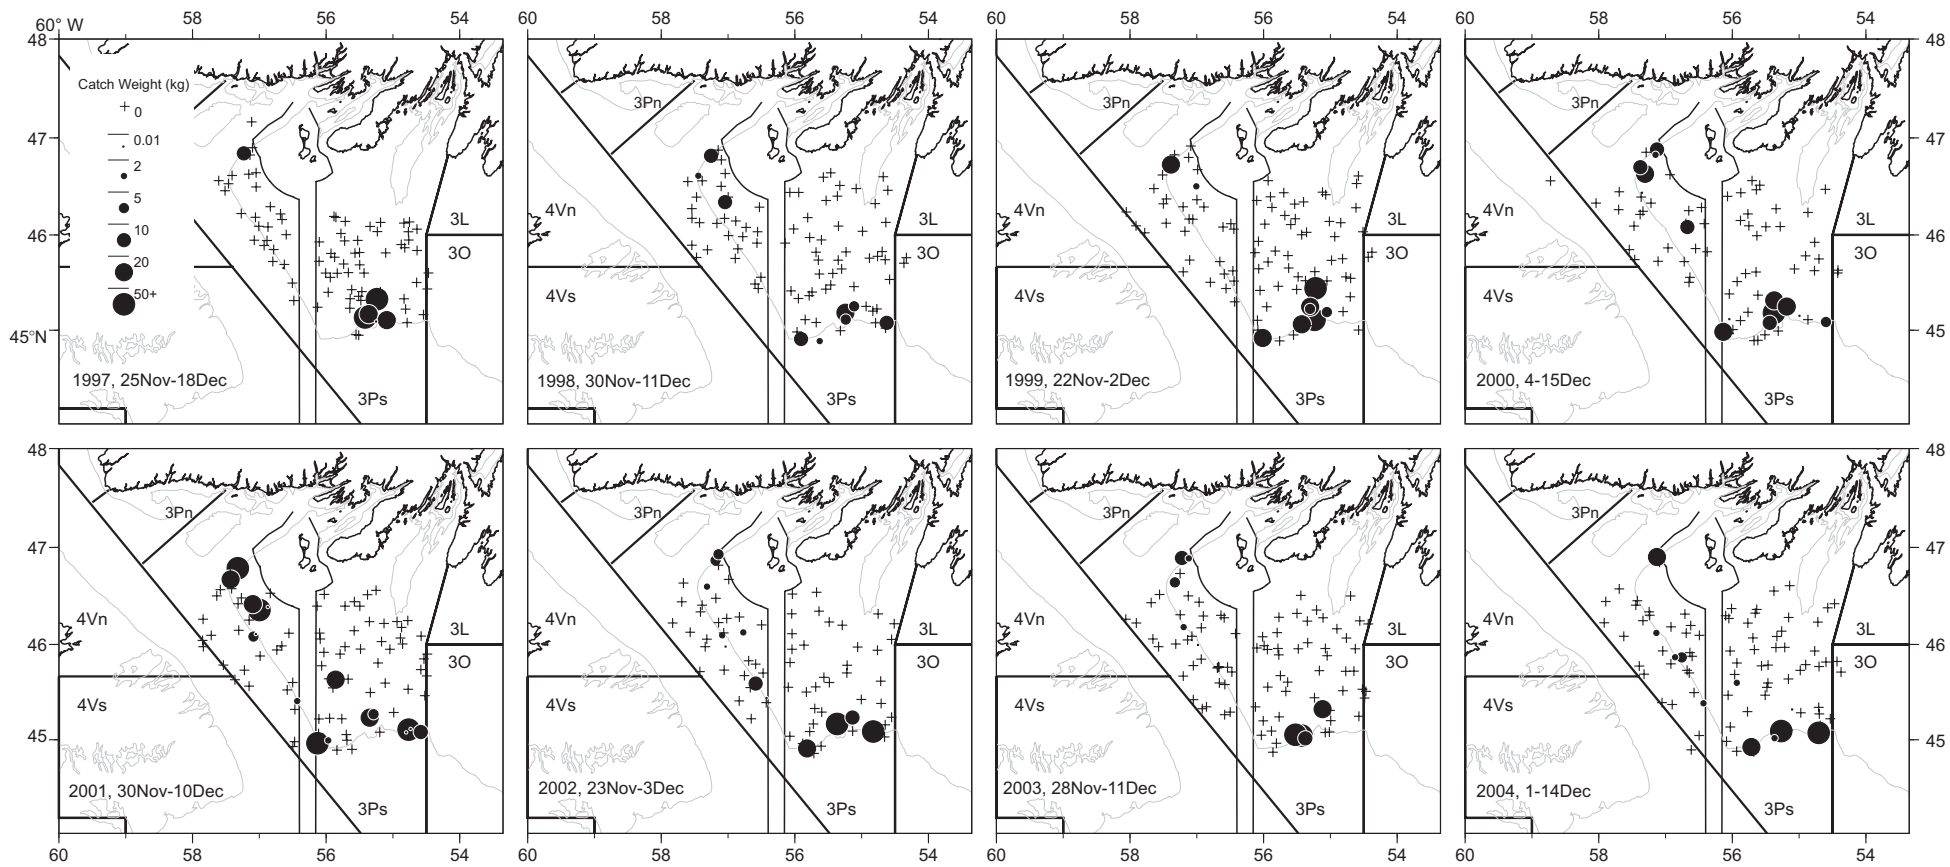 60° W 58 56 54 60 58 56 54 60 58 56 54 60 58 56 54
48 48
Catch Weight (kg)
+ 0
0.01
2
5
10
20
50+
3Pn 3Pn 3Pn
47 47
4Vn 4Vn 4Vn
3L 3L 3L 3L
46 46
3O 3O 3O 3O
4Vs 4Vs 4Vs
45°N 45
1997, 25Nov-18Dec 1998, 30Nov-11Dec 1999, 22Nov-2Dec 2000, 4-15Dec
3Ps 3Ps 3Ps 3Ps
48 48
3Pn 3Pn 3Pn 3Pn
47 47
4Vn 4Vn 4Vn 4Vn
3L 3L 3L 3L
46 46
3O 3O 3O 3O
4Vs 4Vs 4Vs 4Vs
45 45
2001, 30Nov-10Dec 2002, 23Nov-3Dec 2003, 28Nov-11Dec 2004, 1-14Dec
3Ps 3Ps 3Ps 3Ps
60 58 56 54 60 58 56 54 60 58 56 54 60 58 56 54